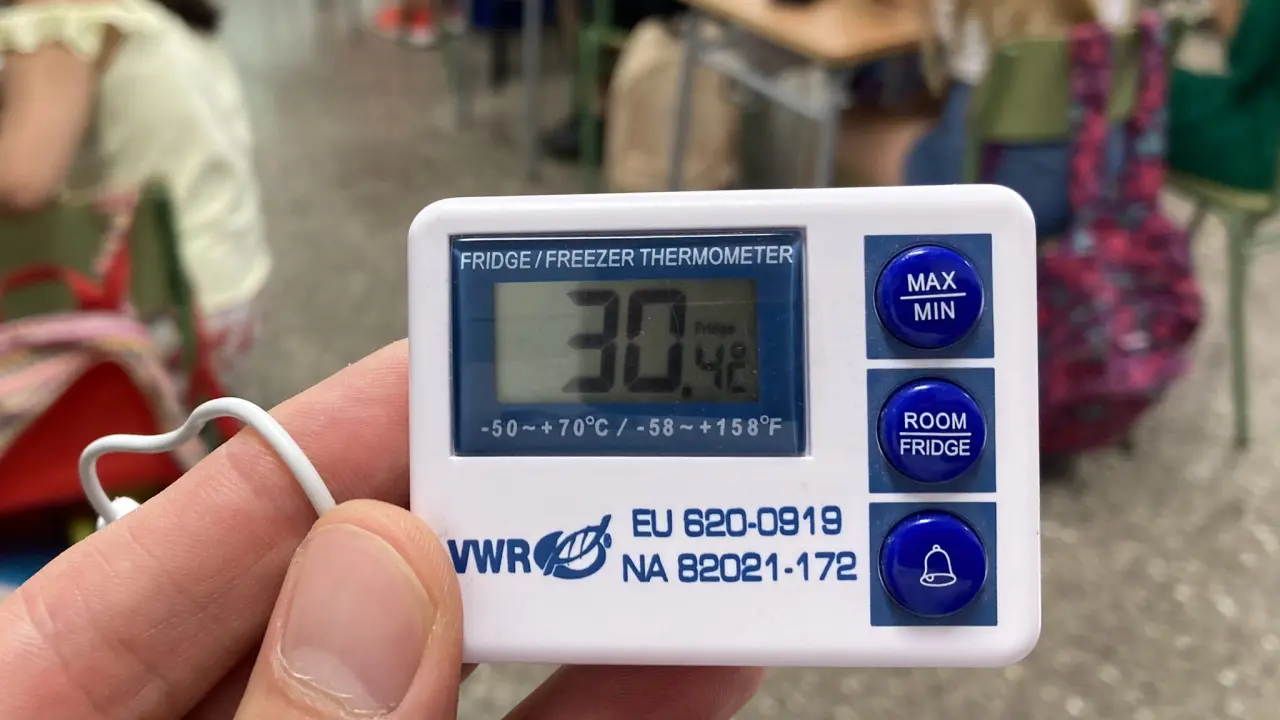 FRIDGE / FREEZER THERMOMETER
Fridge
30.4°C
-50~+70°C / -58~+158°F
MAX
MIN
ROOM
FRIDGE
VWR
EU 620-0919
NA 82021-172